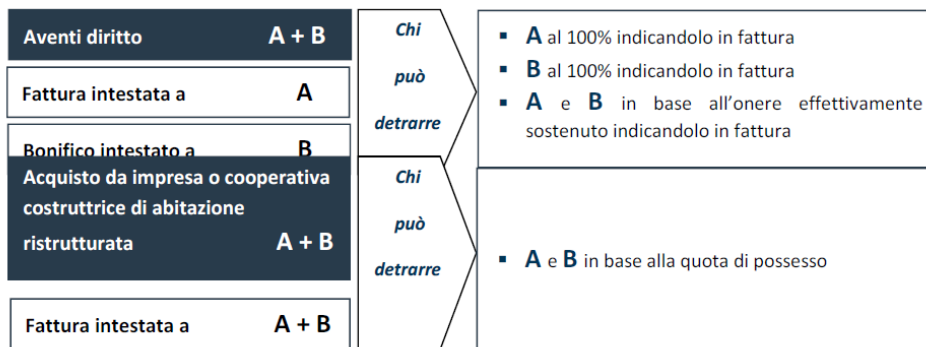 Aventi diritto A + B
Fattura intestata a A
Bonifico intestato a B
Chi
può
detrarre
▪ A al 100% indicandolo in fattura
▪ B al 100% indicandolo in fattura
▪ A e B in base all'onere effettivamente
sostenuto indicandolo in fattura
Acquisto da impresa o cooperativa
costruttrice di abitazione
ristrutturata A + B
Fattura intestata a A + B
Chi
può
detrarre
▪ A e B in base alla quota di possesso